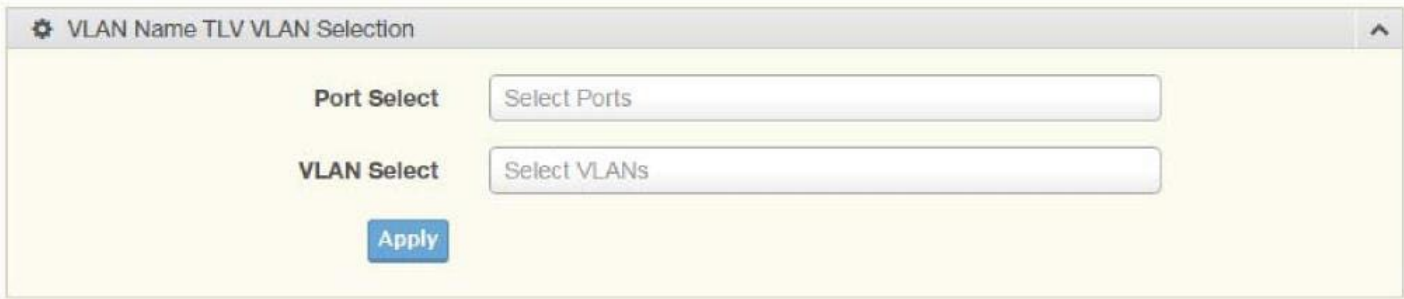 VLAN Name TLV VLAN Selection
Port Select Select Ports
VLAN Select Select VLANs
Apply